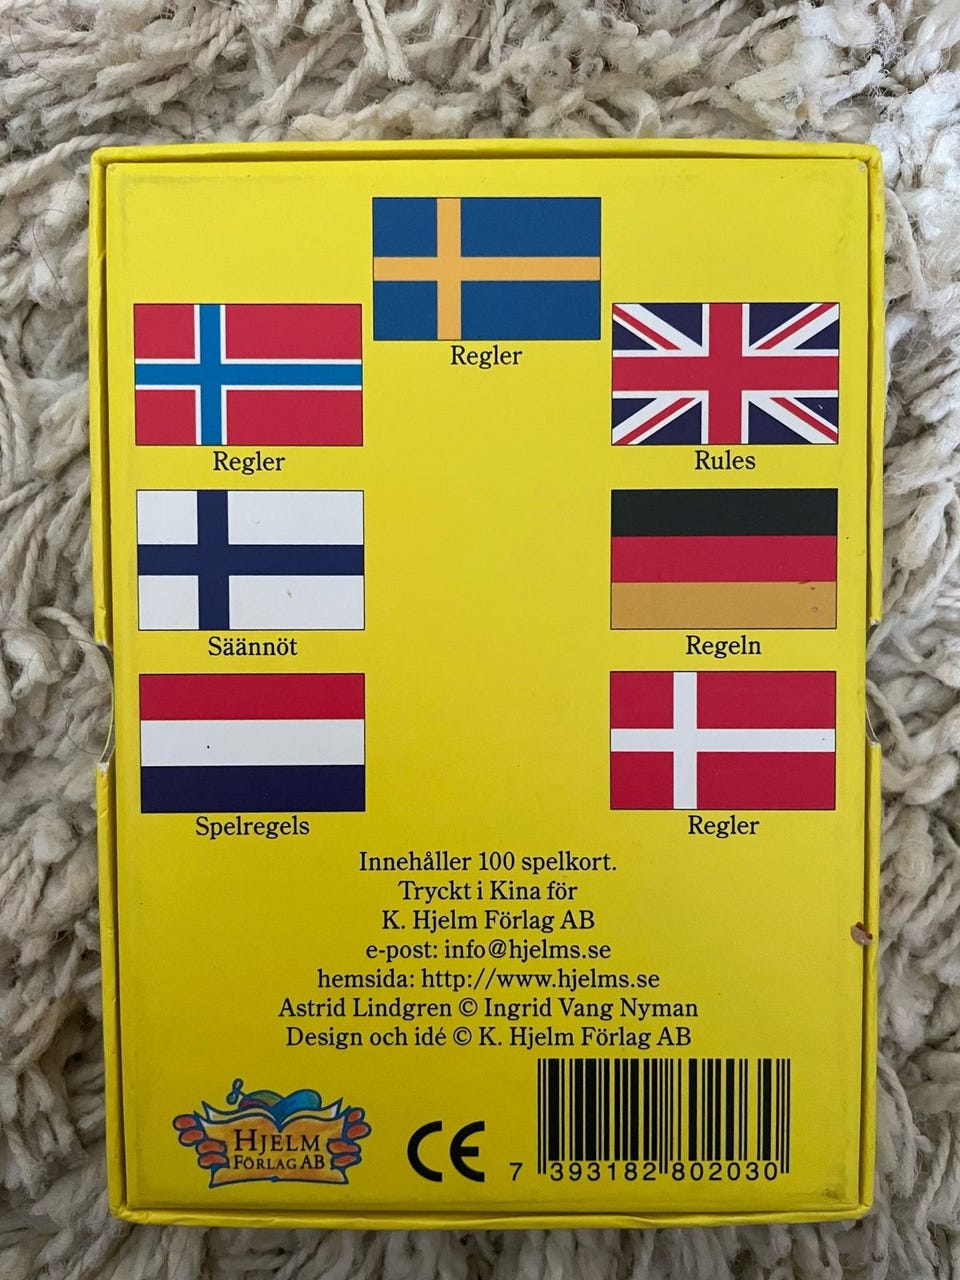 Regler
Regler
Rules
Säännöt
Regeln
Spelregels
Regler
Innehåller 100 spelkort.
Tryckt i Kina för
K. Hjelm Förlag AB
e-post: info@hjelms.se
hemsida: http://www.hjelms.se
Astrid Lindgren © Ingrid Vang Nyman
Design och idé © K. Hjelm Förlag AB
HJELM
FÖRLAG AB
CE
7 393182 802030